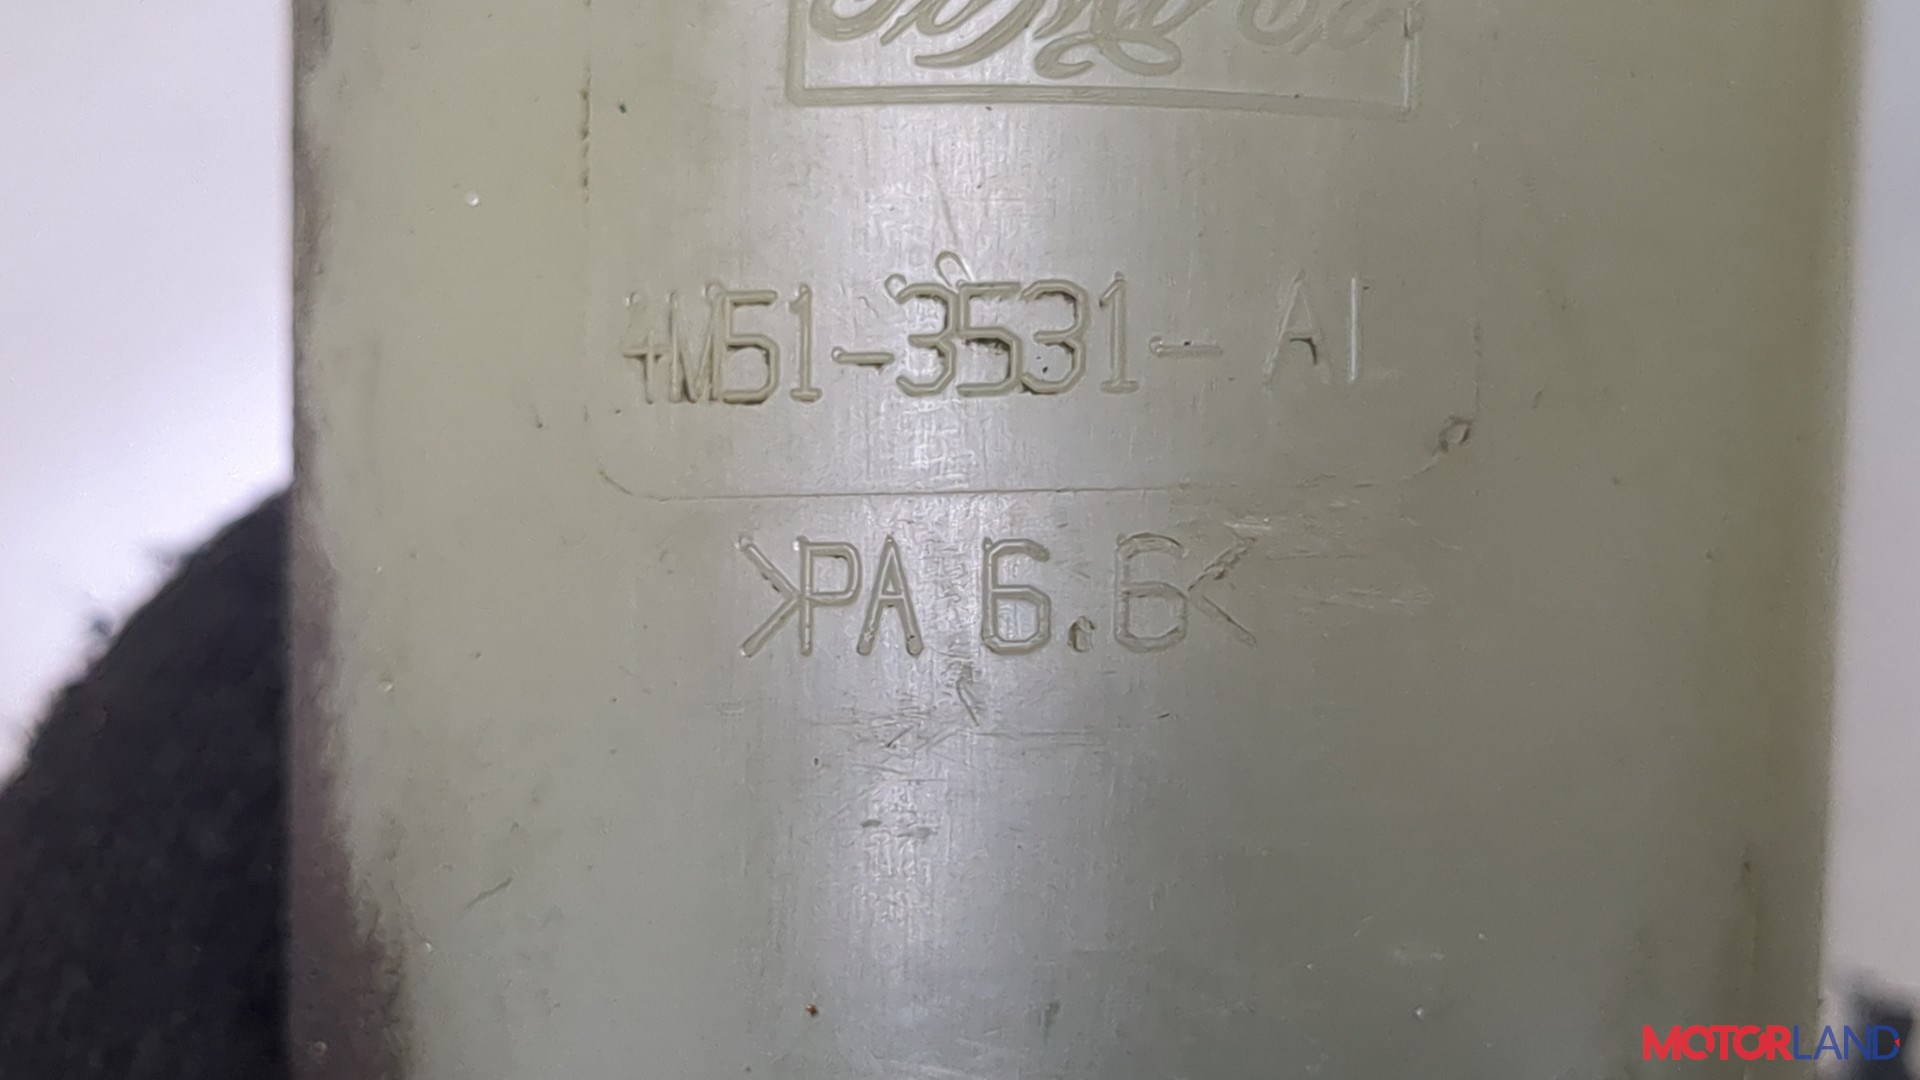 4M51-3531-AL
>PA 6.6<
MOTORLAND